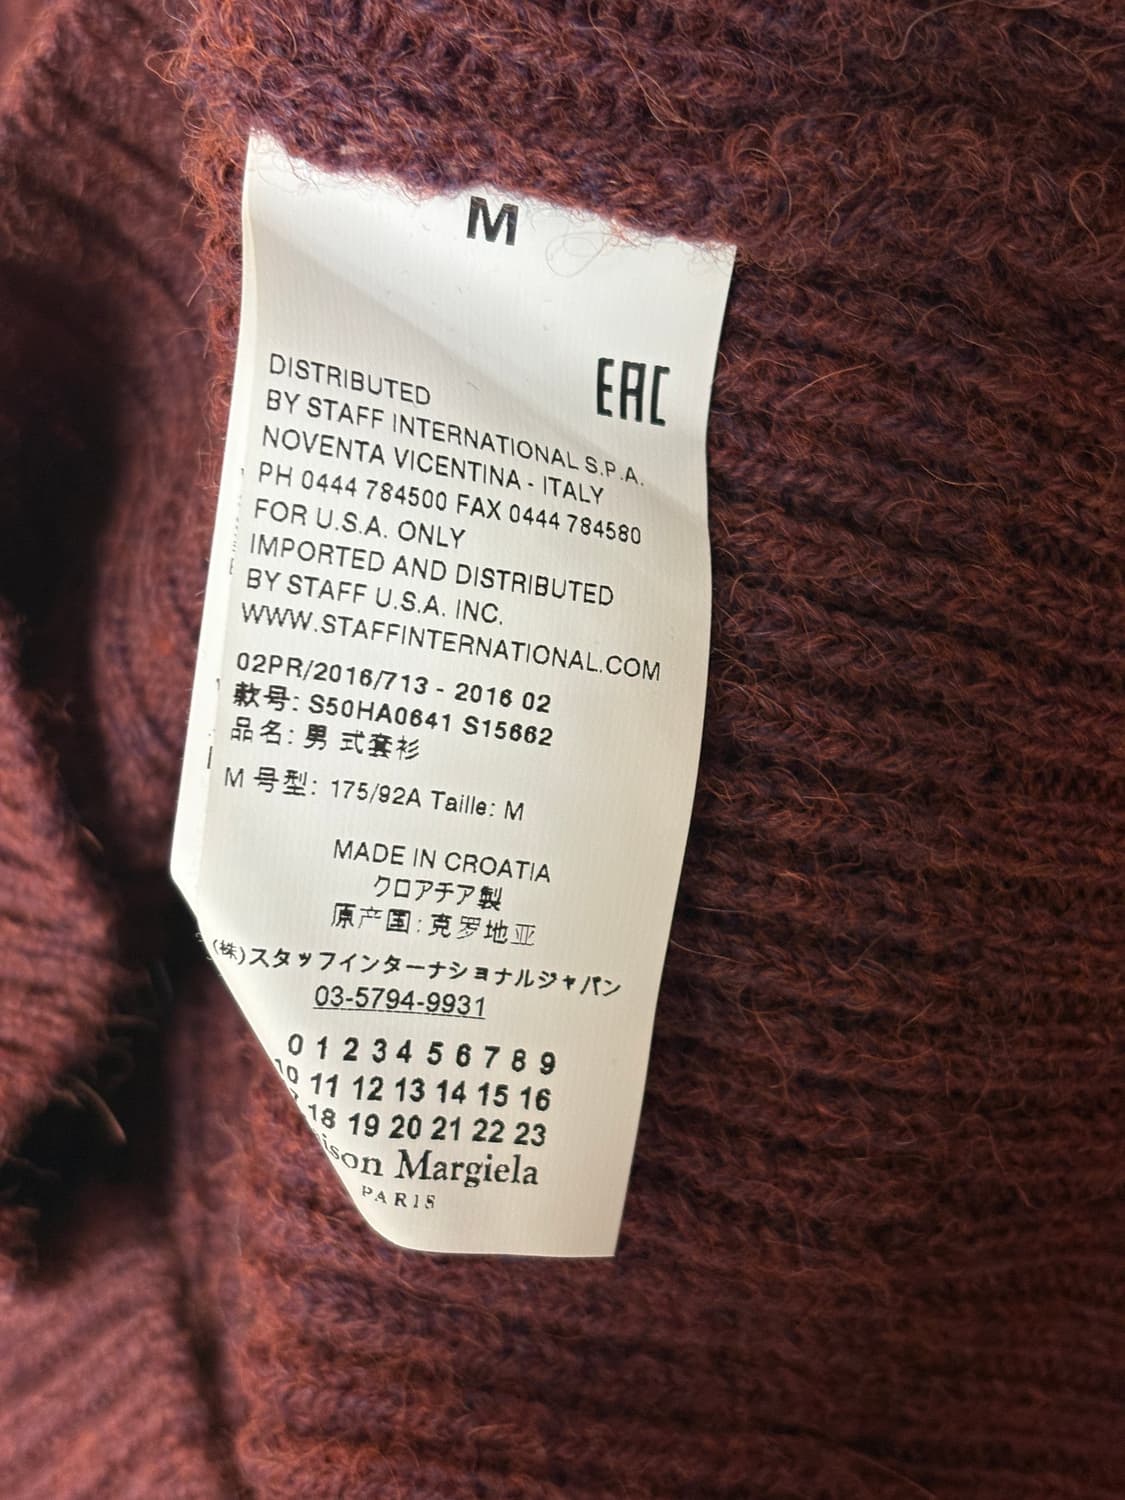 M
EAC
DISTRIBUTED
BY STAFF INTERNATIONAL S.P.A.
NOVENTA VICENTINA - ITALY
PH 0444 784500 FAX 0444 784580
FOR U.S.A. ONLY
IMPORTED AND DISTRIBUTED
BY STAFF U.S.A. INC.
WWW.STAFFINTERNATIONAL.COM
02PR/2016/713 - 2016 02
款号: S50HA0641 S15662
品名: 男 式套衫
M 号型: 175/92A Taille: M
MADE IN CROATIA
クロアチア製
原产国: 克罗地亚
(株)スタッフインターナショナルジャパン
03-5794-9931
0 1 2 3 4 5 6 7 8 9
10 11 12 13 14 15 16
18 19 20 21 22 23
ison Margiela
PARIS